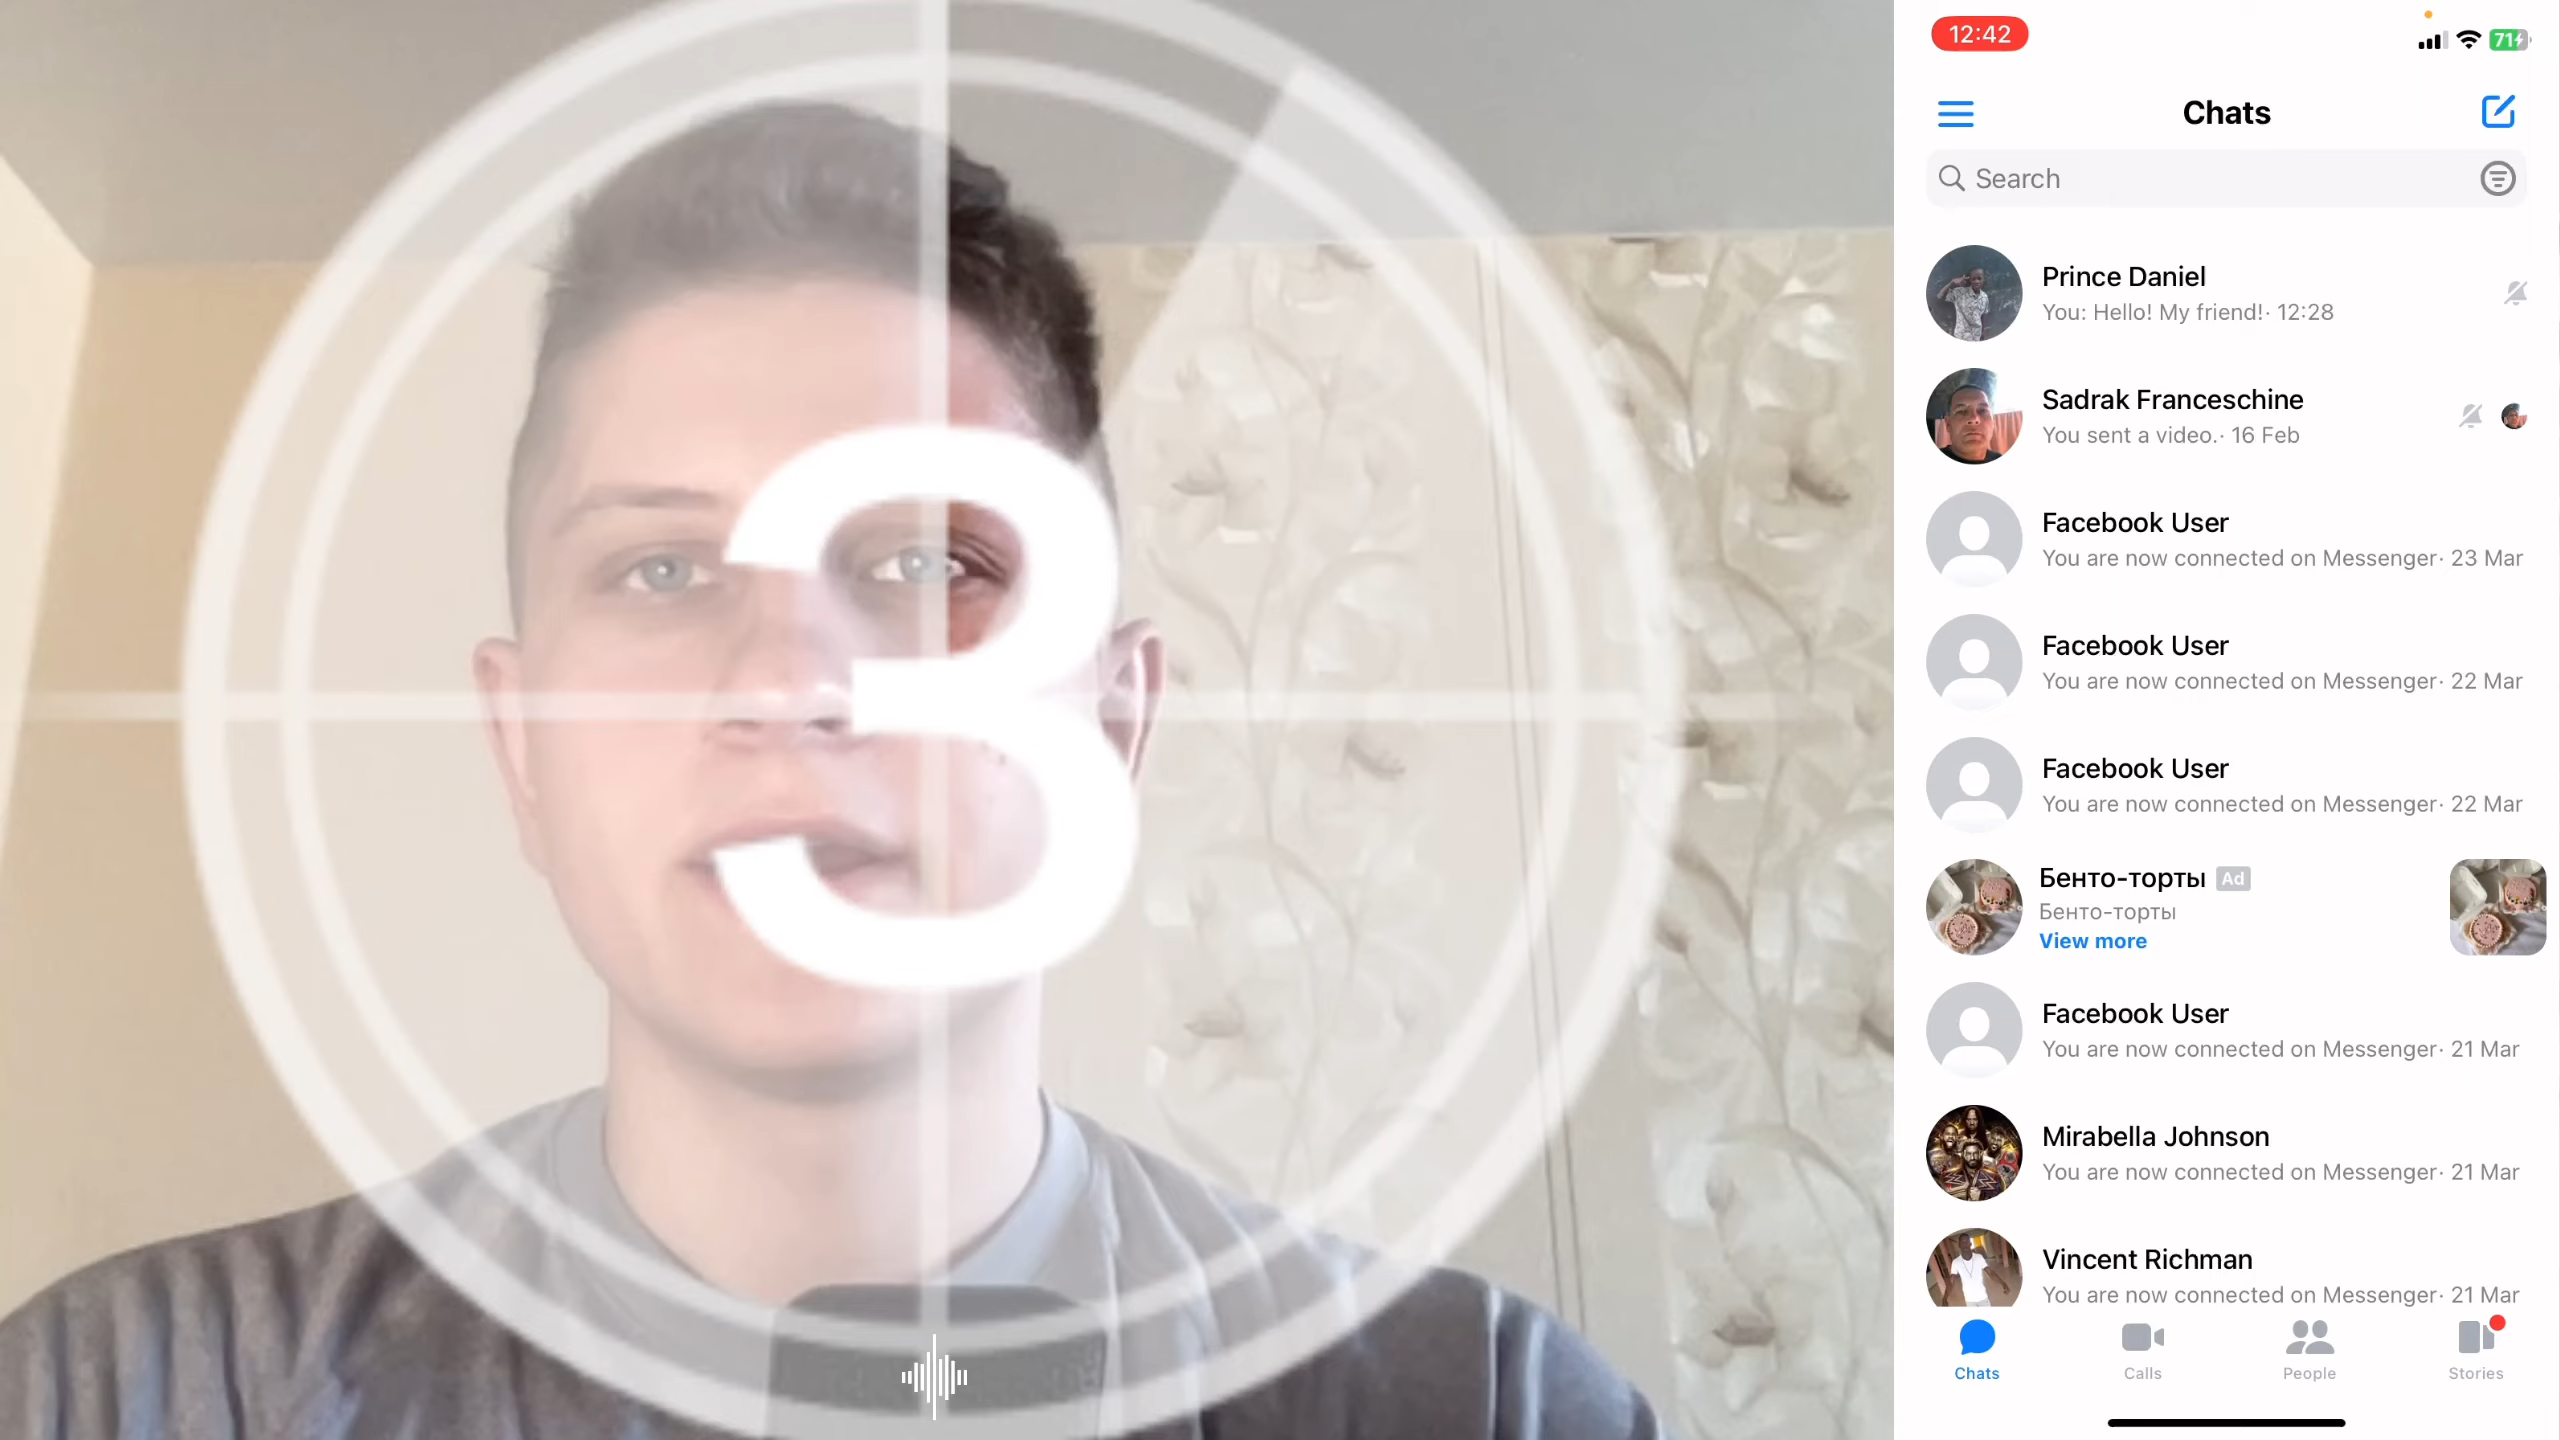 3
12:42
71
Chats
Search
Prince Daniel
You: Hello! My friend!· 12:28
Sadrak Franceschine
You sent a video.· 16 Feb
Facebook User
You are now connected on Messenger· 23 Mar
Facebook User
You are now connected on Messenger· 22 Mar
Facebook User
You are now connected on Messenger· 22 Mar
Бенто-торты Ad
Бенто-торты
View more
Facebook User
You are now connected on Messenger· 21 Mar
Mirabella Johnson
You are now connected on Messenger· 21 Mar
Vincent Richman
You are now connected on Messenger· 21 Mar
Chats
Calls
People
Stories